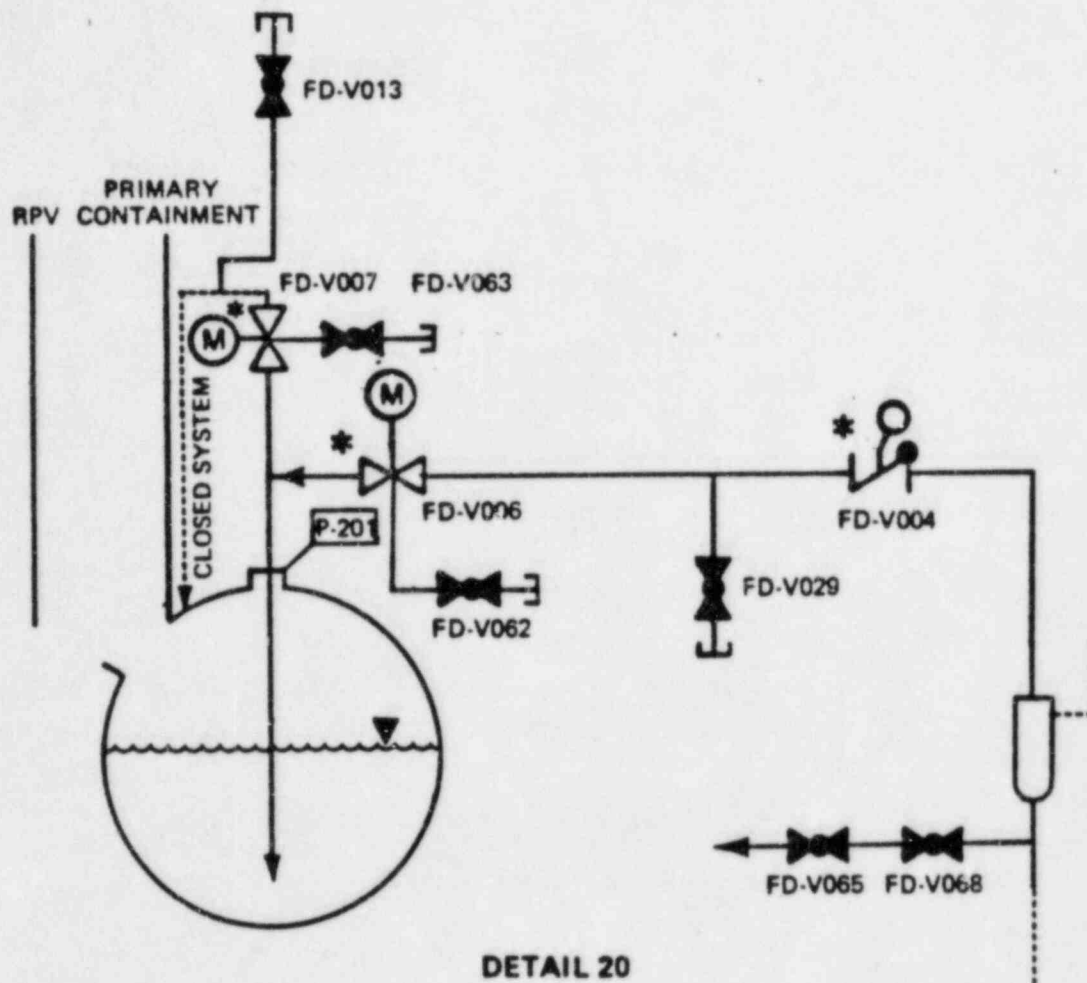 FD-V013
PRIMARY
RPV CONTAINMENT
FD-V007 FD-V063
*
M
CLOSED SYSTEM
M
*
*
FD-V006
FD-V004
P-201
FD-V029
FD-V062
FD-V065 FD-V068
DETAIL 20